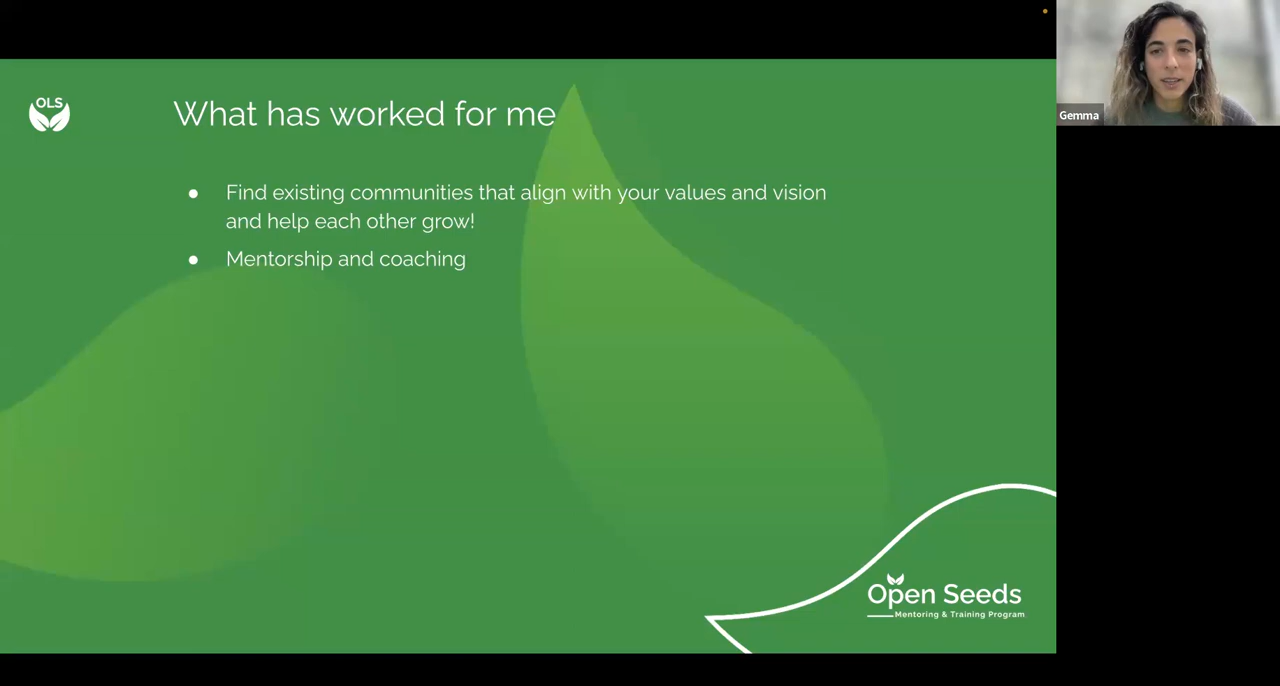 OLS
What has worked for me
● Find existing communities that align with your values and vision
and help each other grow!
● Mentorship and coaching
Gemma
Open Seeds
Mentoring & Training Program